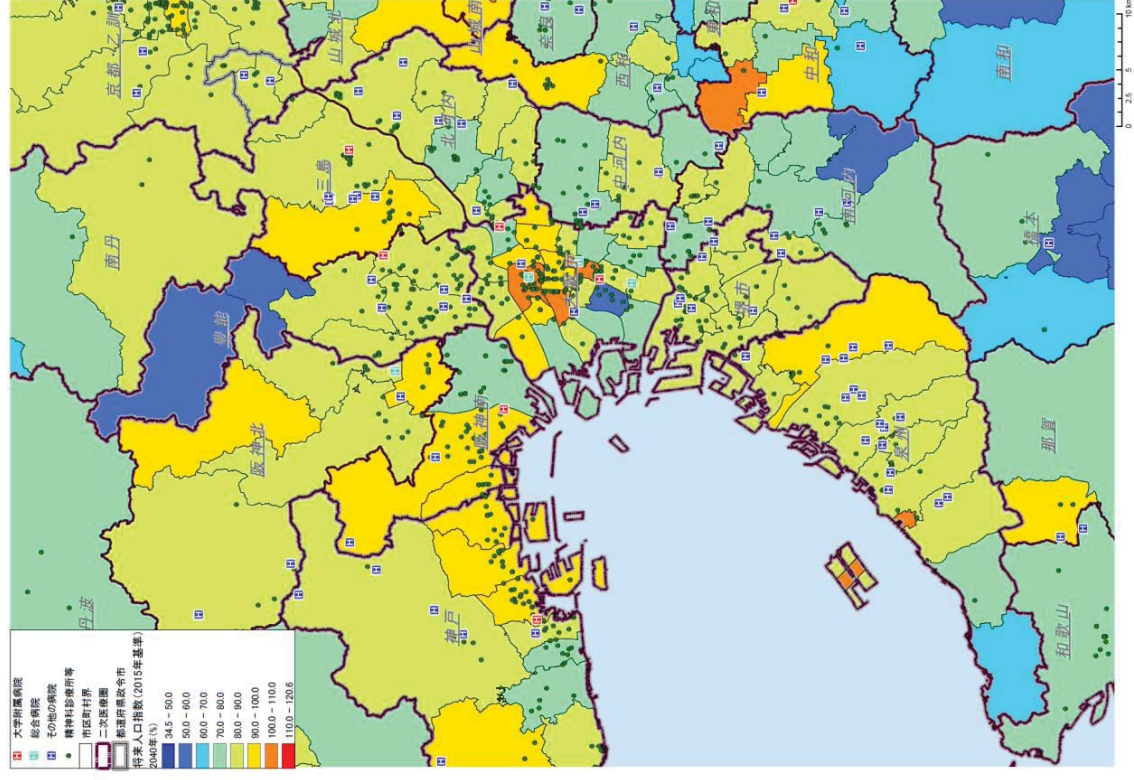 大学附属病院
総合病院
その他の病院
精神科診療所等
市区町村界
二次医療圏
都道府県政令市
将来人口指数(2015年基準)
2040年(%)
34.5 - 50.0
50.0 - 60.0
60.0 - 70.0
70.0 - 80.0
80.0 - 90.0
90.0 - 100.0
100.0 - 110.0
110.0 - 120.6
丹波
南丹
京都・乙訓
山城北
山城南
豊能
三島
阪神北
北河内
奈良
西和
東和
神戸
阪神南
大阪市
中河内
中和
堺市
南河内
南和
泉州
橋本
那賀
和歌山
0 2.5 5 10 km